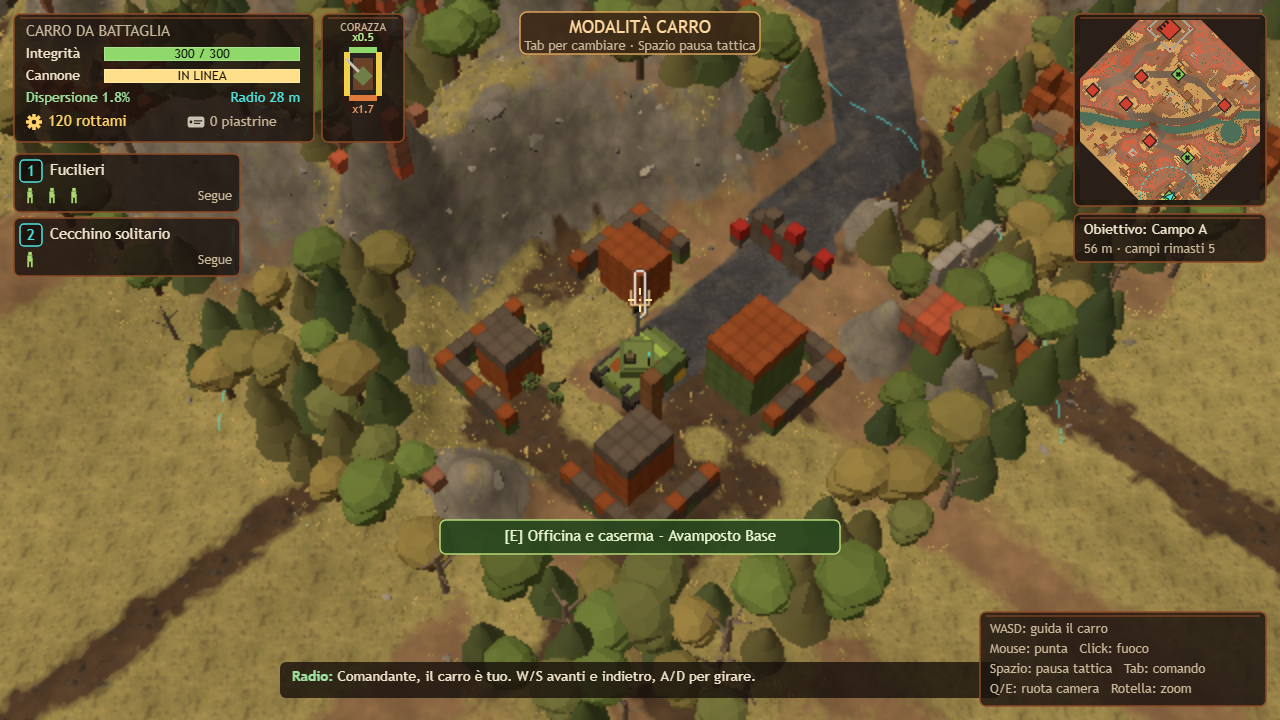 CARRO DA BATTAGLIA
Integrità 300 / 300
Cannone IN LINEA
Dispersione 1.8% Radio 28 m
120 rottami 0 piastrine
CORAZZA
x0.5
x1.7
MODALITÀ CARRO
Tab per cambiare · Spazio pausa tattica
1 Fucilieri
Segue
2 Cecchino solitario
Segue
Obiettivo: Campo A
56 m · campi rimasti 5
[E] Officina e caserma - Avamposto Base
Radio: Comandante, il carro è tuo. W/S avanti e indietro, A/D per girare.
WASD: guida il carro
Mouse: punta Click: fuoco
Spazio: pausa tattica Tab: comando
Q/E: ruota camera Rotella: zoom